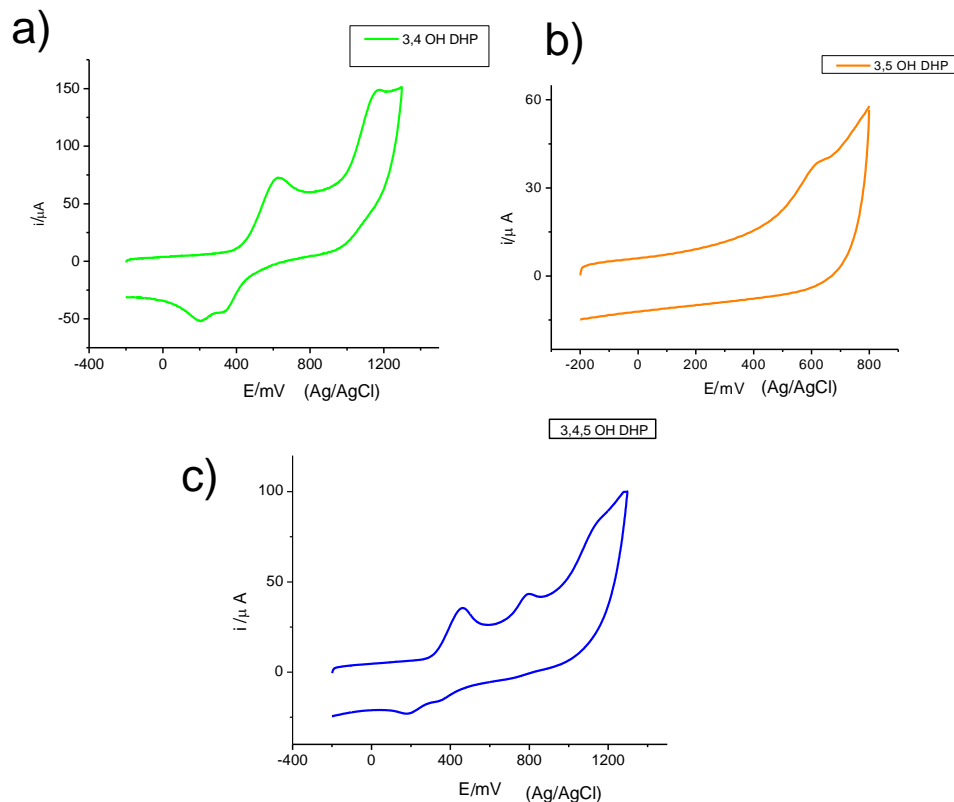 a)
3,4 OH DHP
150
100
50
0
-50
i/μA
-400
0
400
800
1200
E/mV (Ag/AgCl)
b)
3,5 OH DHP
60
30
0
i/μ A
-200
0
200
400
600
800
E/mV (Ag/AgCl)
c)
3,4,5 OH DHP
100
50
0
i /μ A
-400
0
400
800
1200
E/mV (Ag/AgCl)